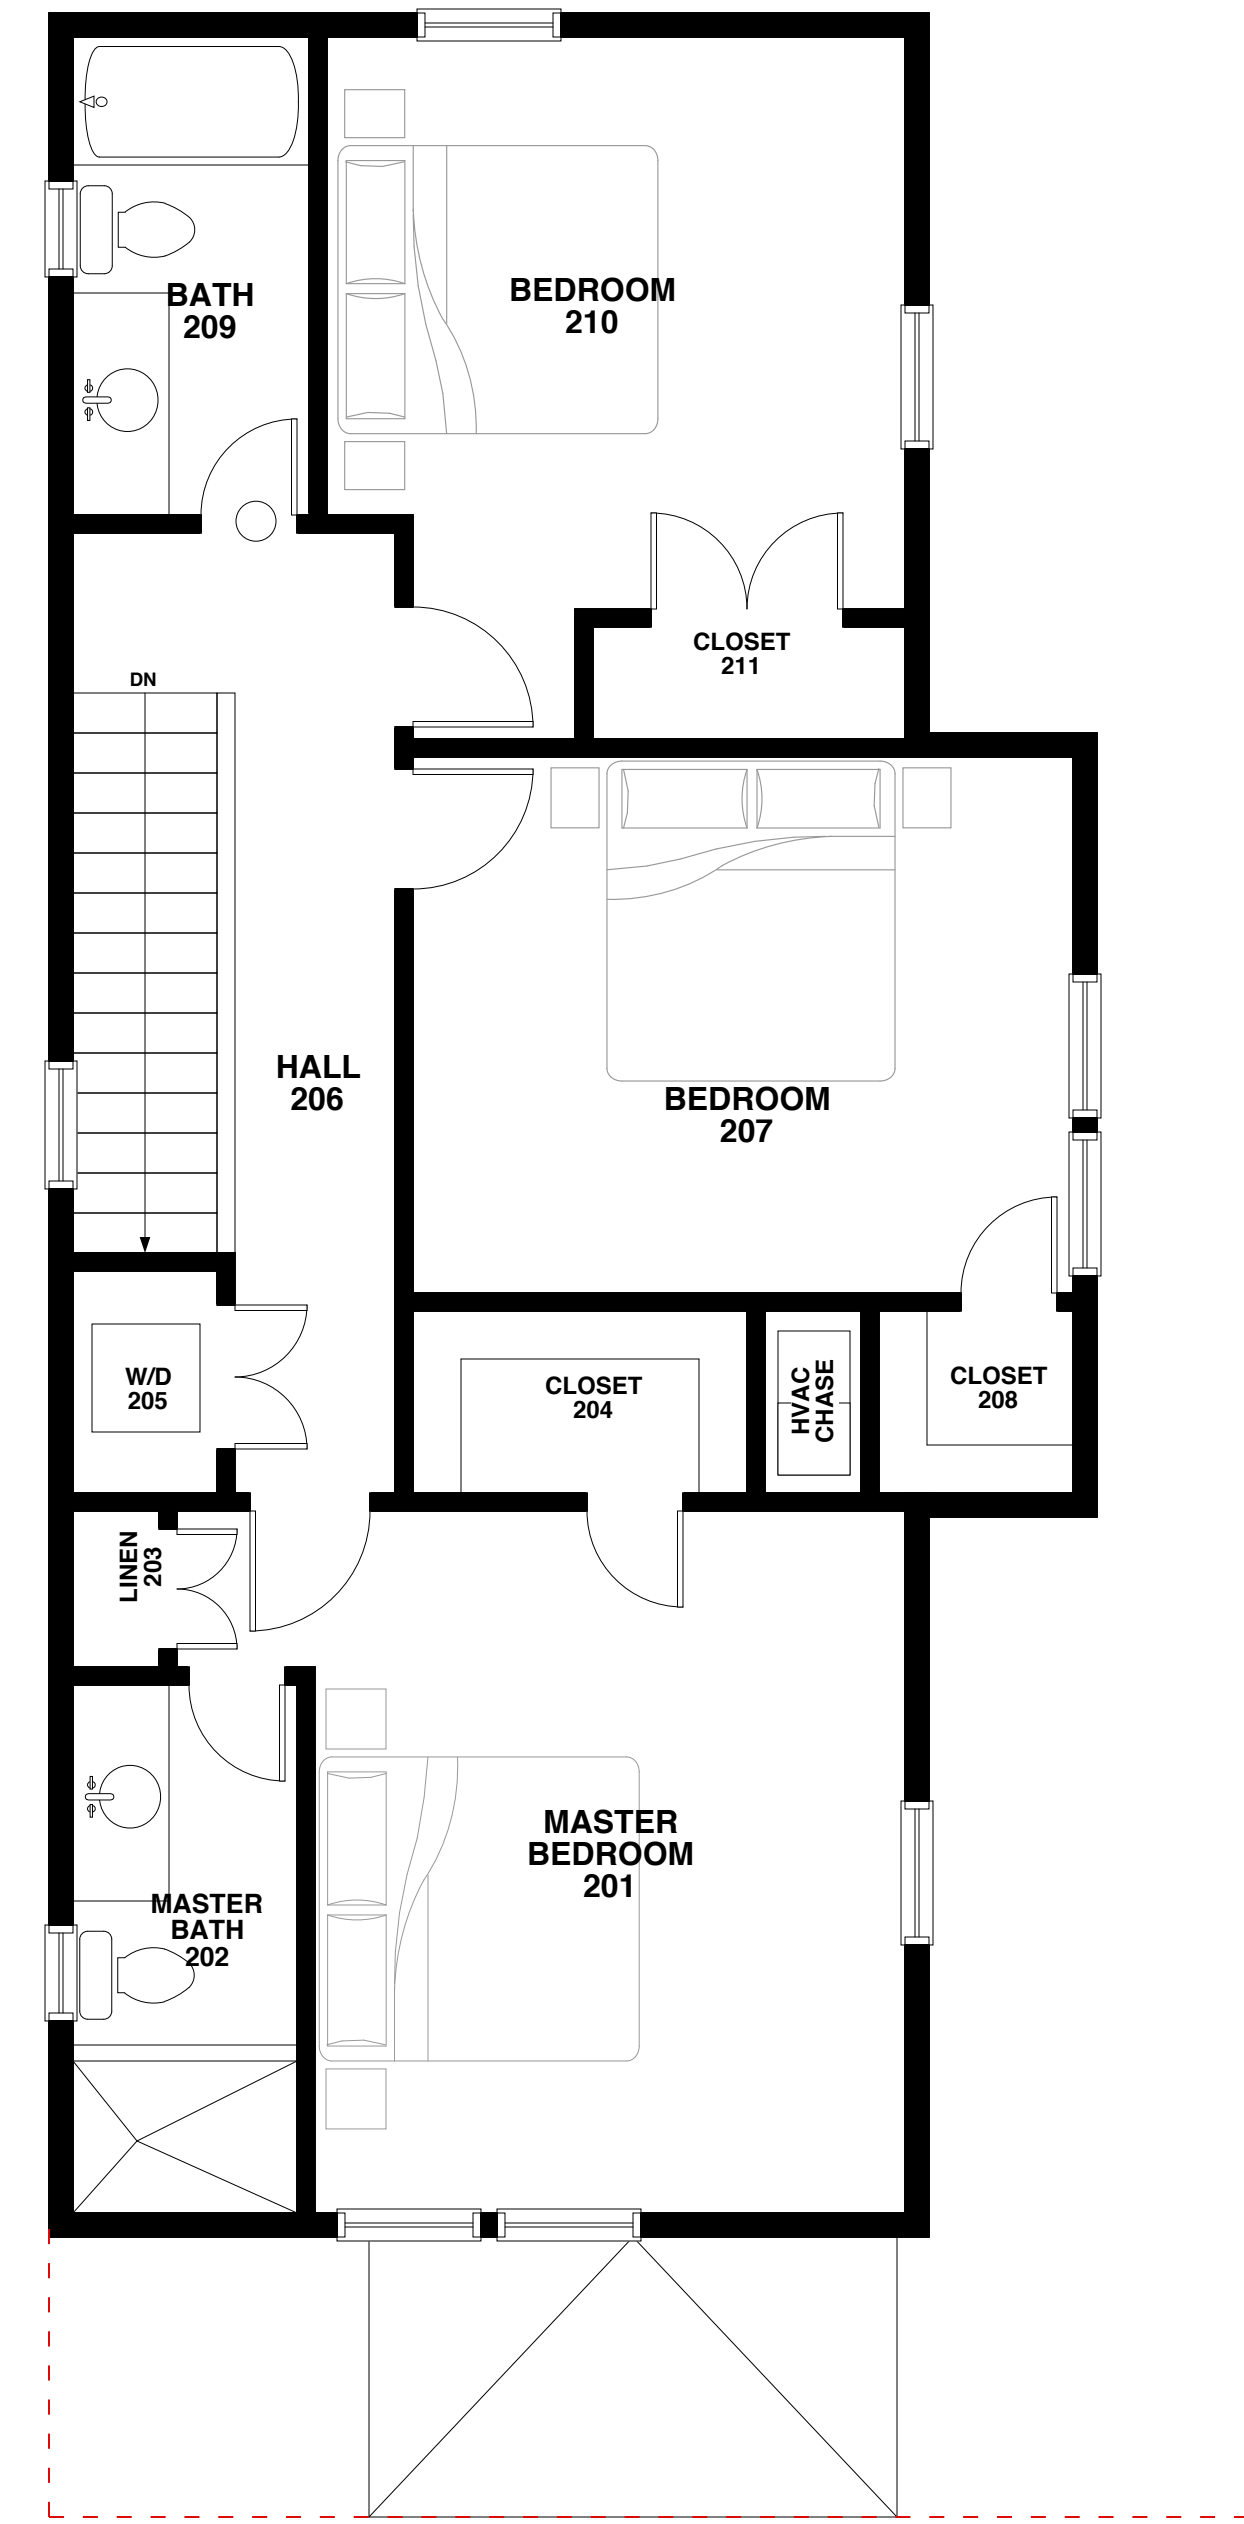 BATH
209
BEDROOM
210
CLOSET
211
DN
HALL
206
BEDROOM
207
W/D
205
CLOSET
204
HVAC
CHASE
CLOSET
208
LINEN
203
MASTER
BEDROOM
201
MASTER
BATH
202